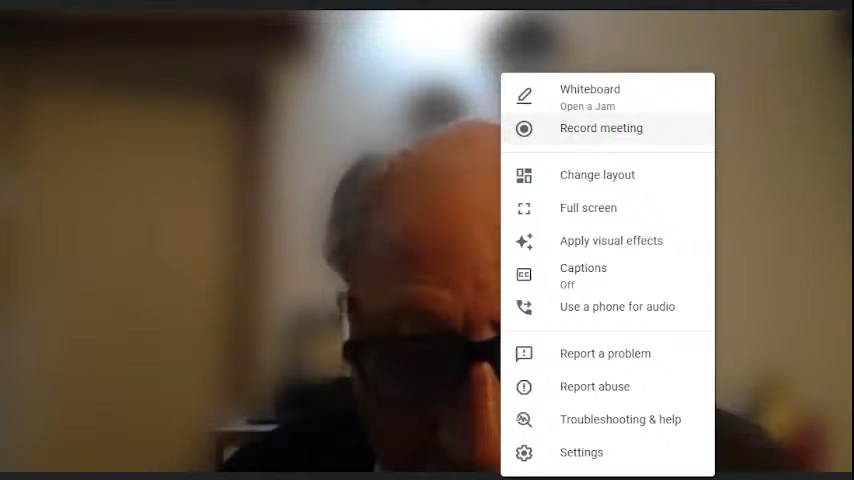 Whiteboard
Open a Jam
Record meeting
Change layout
Full screen
Apply visual effects
Captions
CC
Off
Use a phone for audio
Report a problem
Report abuse
Troubleshooting & help
Settings